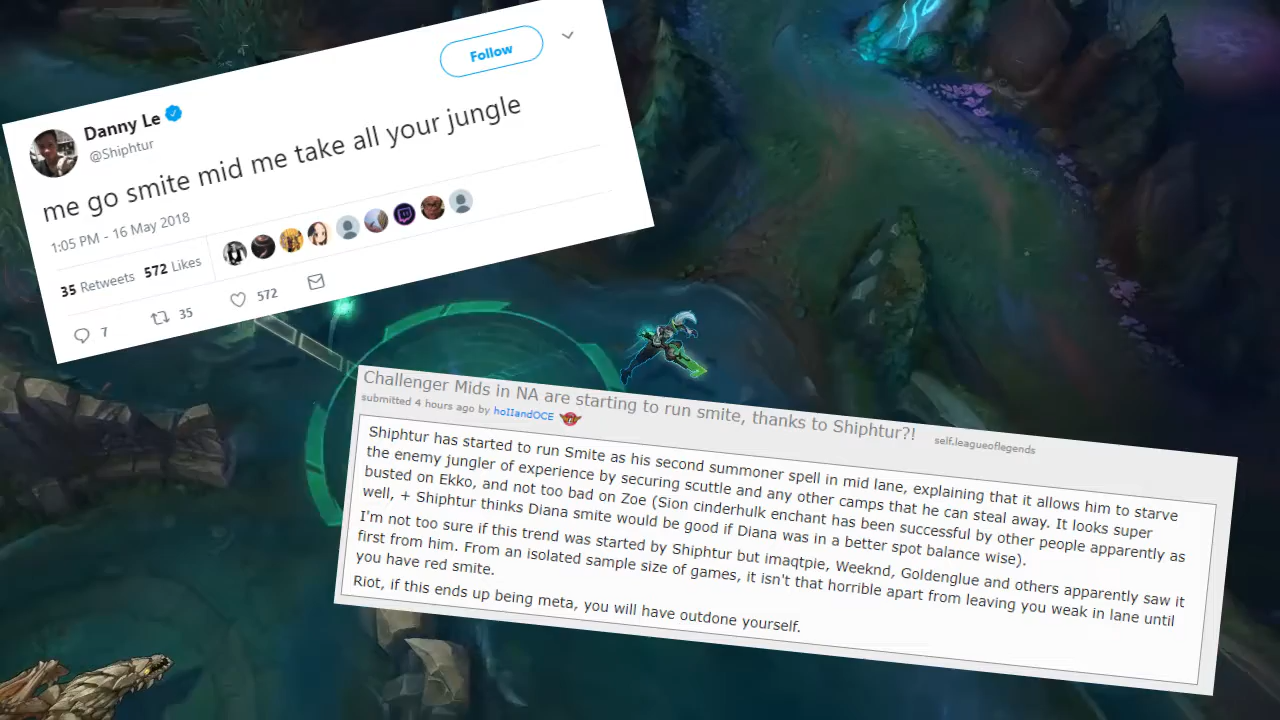 Follow
Danny Le
@Shiphtur
me go smite mid me take all your jungle
1:05 PM - 16 May 2018
35 Retweets 572 Likes
7 35 572
Challenger Mids in NA are starting to run smite, thanks to Shiphtur?! self.leagueoflegends
submitted 4 hours ago by hollandOCE
Shiphtur has started to run Smite as his second summoner spell in mid lane, explaining that it allows him to starve
the enemy jungler of experience by securing scuttle and any other camps that he can steal away. It looks super
busted on Ekko, and not too bad on Zoe (Sion cinderhulk enchant has been successful by other people apparently as
well, + Shiphtur thinks Diana smite would be good if Diana was in a better spot balance wise).
I'm not too sure if this trend was started by Shiphtur but imaqtpie, Weeknd, Goldenglue and others apparently saw it
first from him. From an isolated sample size of games, it isn't that horrible apart from leaving you weak in lane until
you have red smite.
Riot, if this ends up being meta, you will have outdone yourself.